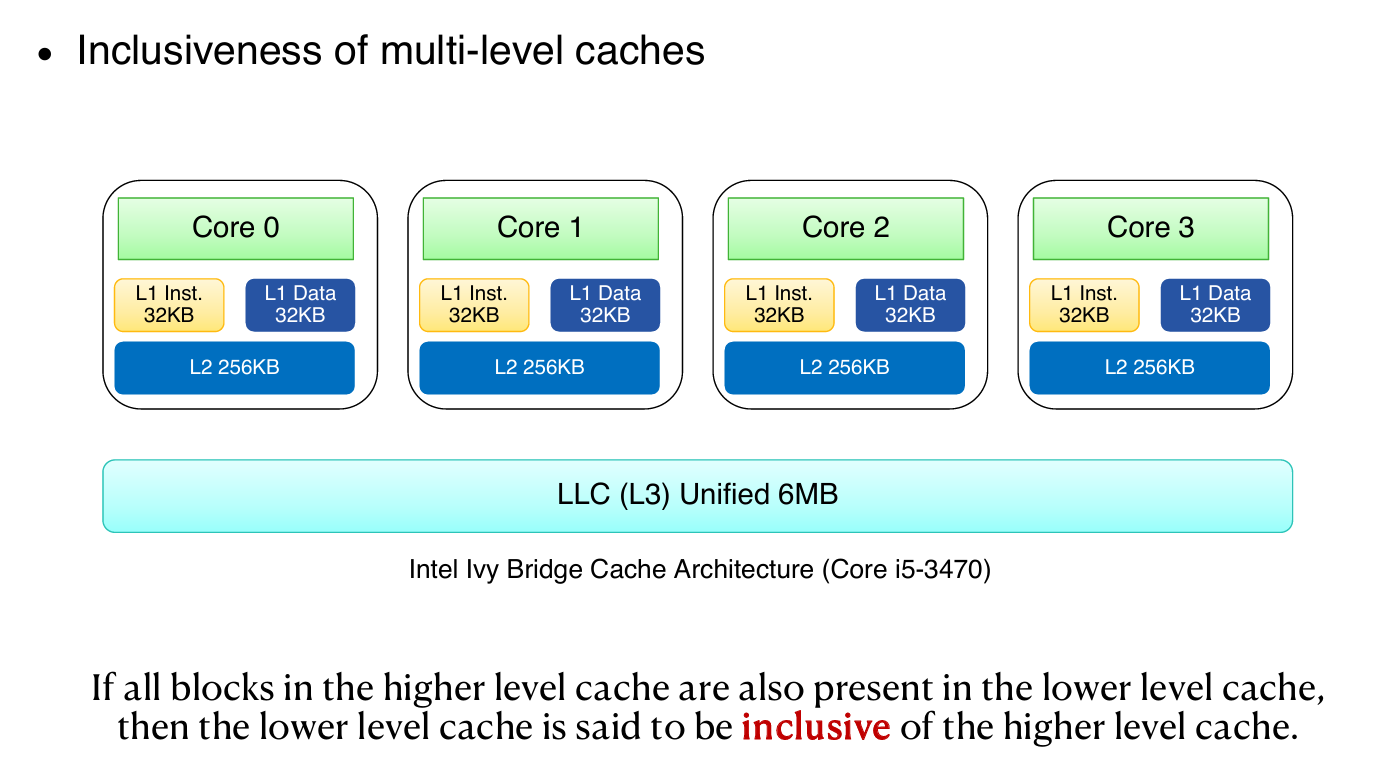 • Inclusiveness of multi-level caches
Core 0
L1 Inst.
32KB
L1 Data
32KB
L2 256KB
Core 1
L1 Inst.
32KB
L1 Data
32KB
L2 256KB
Core 2
L1 Inst.
32KB
L1 Data
32KB
L2 256KB
Core 3
L1 Inst.
32KB
L1 Data
32KB
L2 256KB
LLC (L3) Unified 6MB
Intel Ivy Bridge Cache Architecture (Core i5-3470)
If all blocks in the higher level cache are also present in the lower level cache,
then the lower level cache is said to be inclusive of the higher level cache.